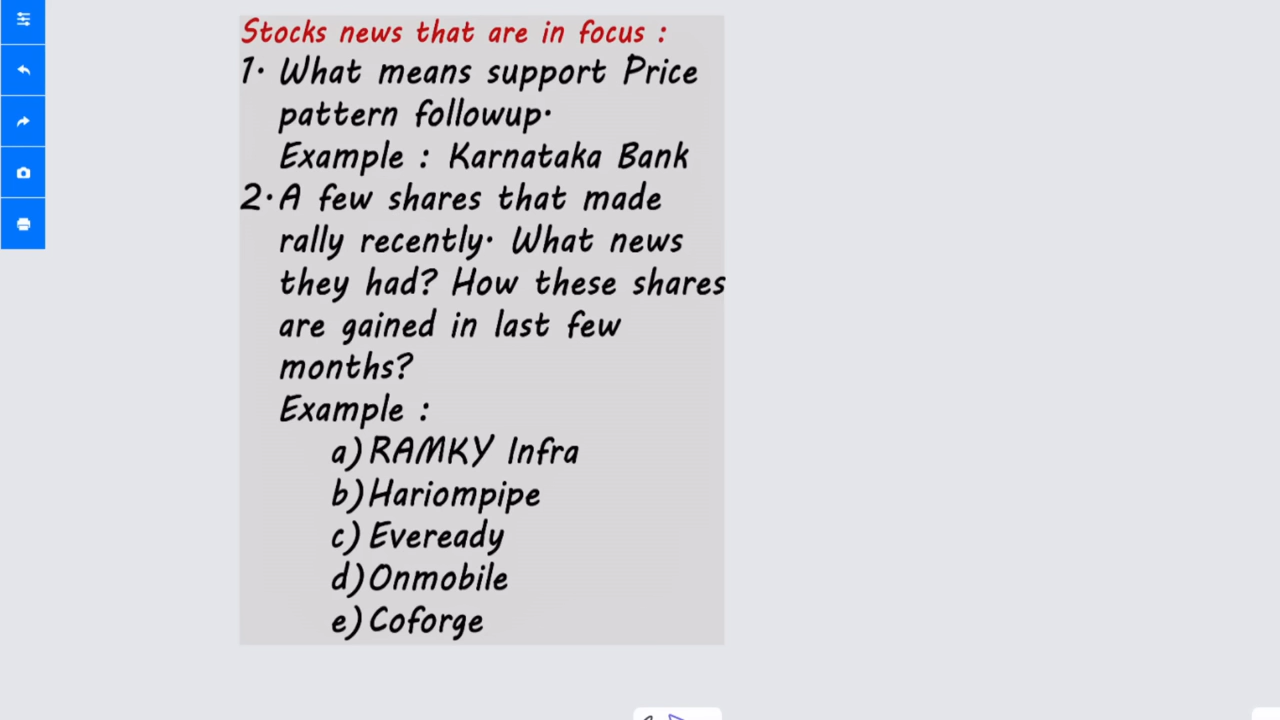 Stocks news that are in focus :
1. What means support Price
pattern followup.
Example : Karnataka Bank
2. A few shares that made
rally recently. What news
they had? How these shares
are gained in last few
months?
Example :
a) RAMKY Infra
b) Hariompipe
c) Eveready
d) Onmobile
e) Coforge